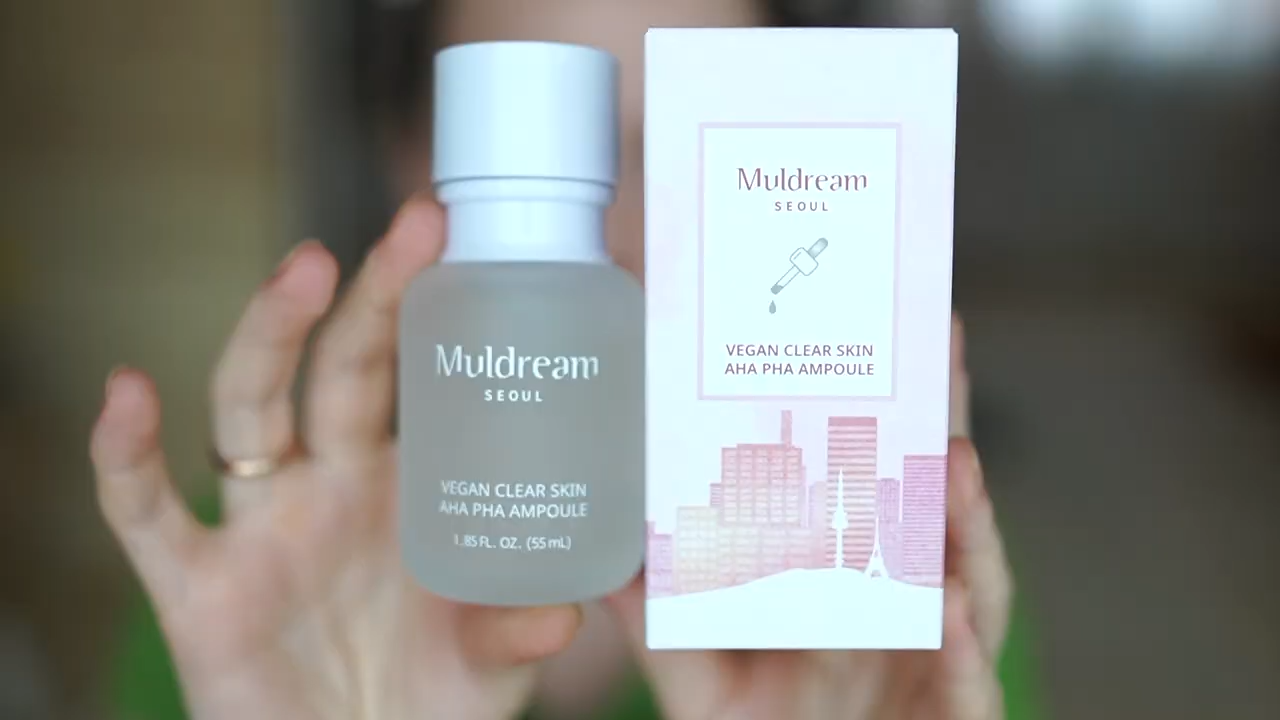 Muldream
SEOUL
VEGAN CLEAR SKIN
AHA PHA AMPOULE
1.85 FL. OZ. (55 mL)
Muldream
SEOUL
VEGAN CLEAR SKIN
AHA PHA AMPOULE